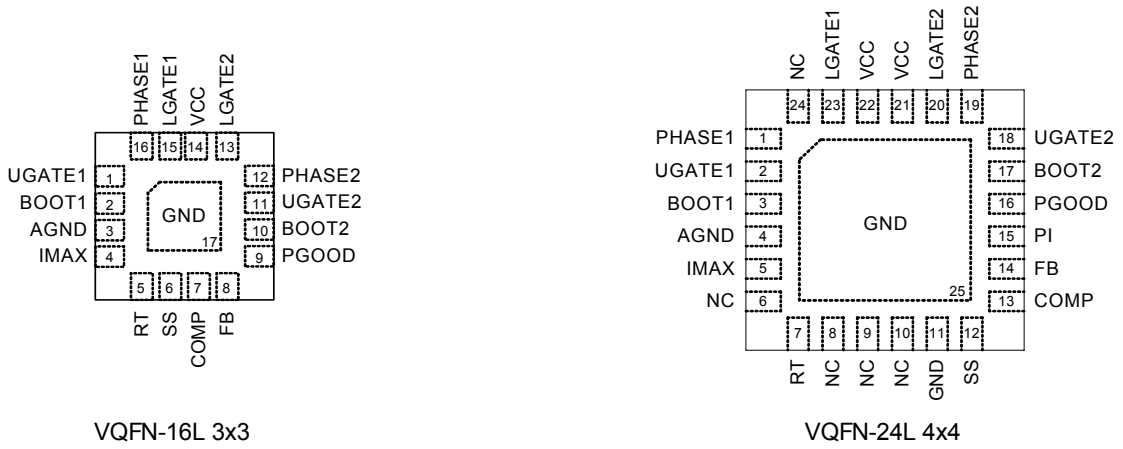 PHASE1
LGATE1
VCC
LGATE2
16
15
14
13
UGATE1
1
12
PHASE2
BOOT1
2
11
UGATE2
AGND
3
GND
10
BOOT2
IMAX
4
17
9
PGOOD
5
6
7
8
RT
SS
COMP
FB
VQFN-16L 3x3
NC
LGATE1
VCC
VCC
LGATE2
PHASE2
24
23
22
21
20
19
PHASE1
1
18
UGATE2
UGATE1
2
17
BOOT2
BOOT1
3
16
PGOOD
AGND
4
GND
15
PI
IMAX
5
14
FB
NC
6
25
13
COMP
7
8
9
10
11
12
RT
NC
NC
NC
GND
SS
VQFN-24L 4x4